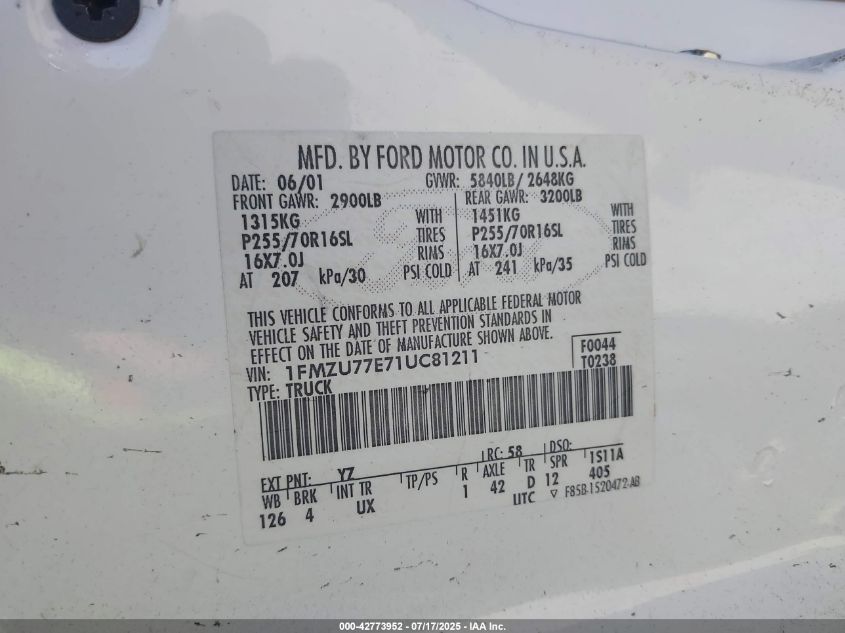 MFD. BY FORD MOTOR CO. IN U.S.A.
DATE: 06/01 GVWR: 5840LB/ 2648KG
FRONT GAWR: 2900LB REAR GAWR: 3200LB
1315KG WITH 1451KG WITH
P255/70R16SL TIRES P255/70R16SL TIRES
16X7.0J RIMS 16X7.0J RIMS
AT 207 kPa/30 PSI COLD AT 241 kPa/35 PSI COLD
THIS VEHICLE CONFORMS TO ALL APPLICABLE FEDERAL MOTOR
VEHICLE SAFETY AND THEFT PREVENTION STANDARDS IN
EFFECT ON THE DATE OF MANUFACTURE SHOWN ABOVE.
VIN: 1FMZU77E71UC81211 F0044
TYPE: TRUCK T0238
EXT PNT: YZ RC: 58 DSO:
WB BRK INT TR TP/PS R AXLE TR SPR 1S11A
126 4 UX 1 42 D 12 405
UTC ▽ F85B-1520472-AB
000-42773952 / 07/17/2025 - IAA Inc.